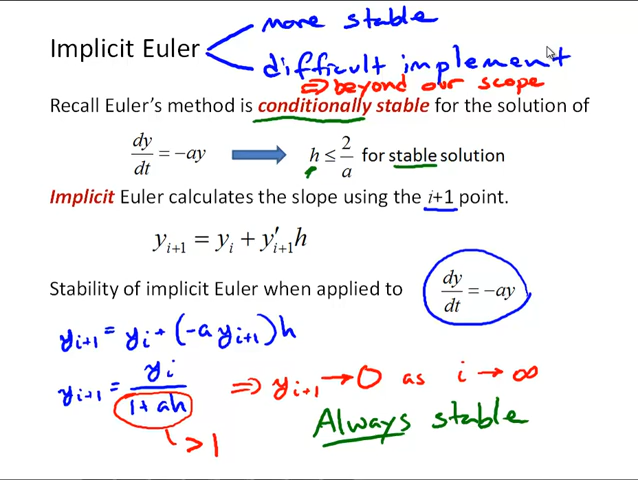 more stable
Implicit Euler
difficult implement
⇒ beyond our scope
Recall Euler's method is conditionally stable for the solution of
dy/dt = −ay h ≤ 2/a for stable solution
Implicit Euler calculates the slope using the i+1 point.
y_{i+1} = y_i + y′_{i+1}h
Stability of implicit Euler when applied to dy/dt = −ay
y_{i+1} = y_i + (-a y_{i+1}) h
y_{i+1} = y_i / 1 + ah ⇒ y_{i+1} → 0 as i → ∞
> 1 Always stable